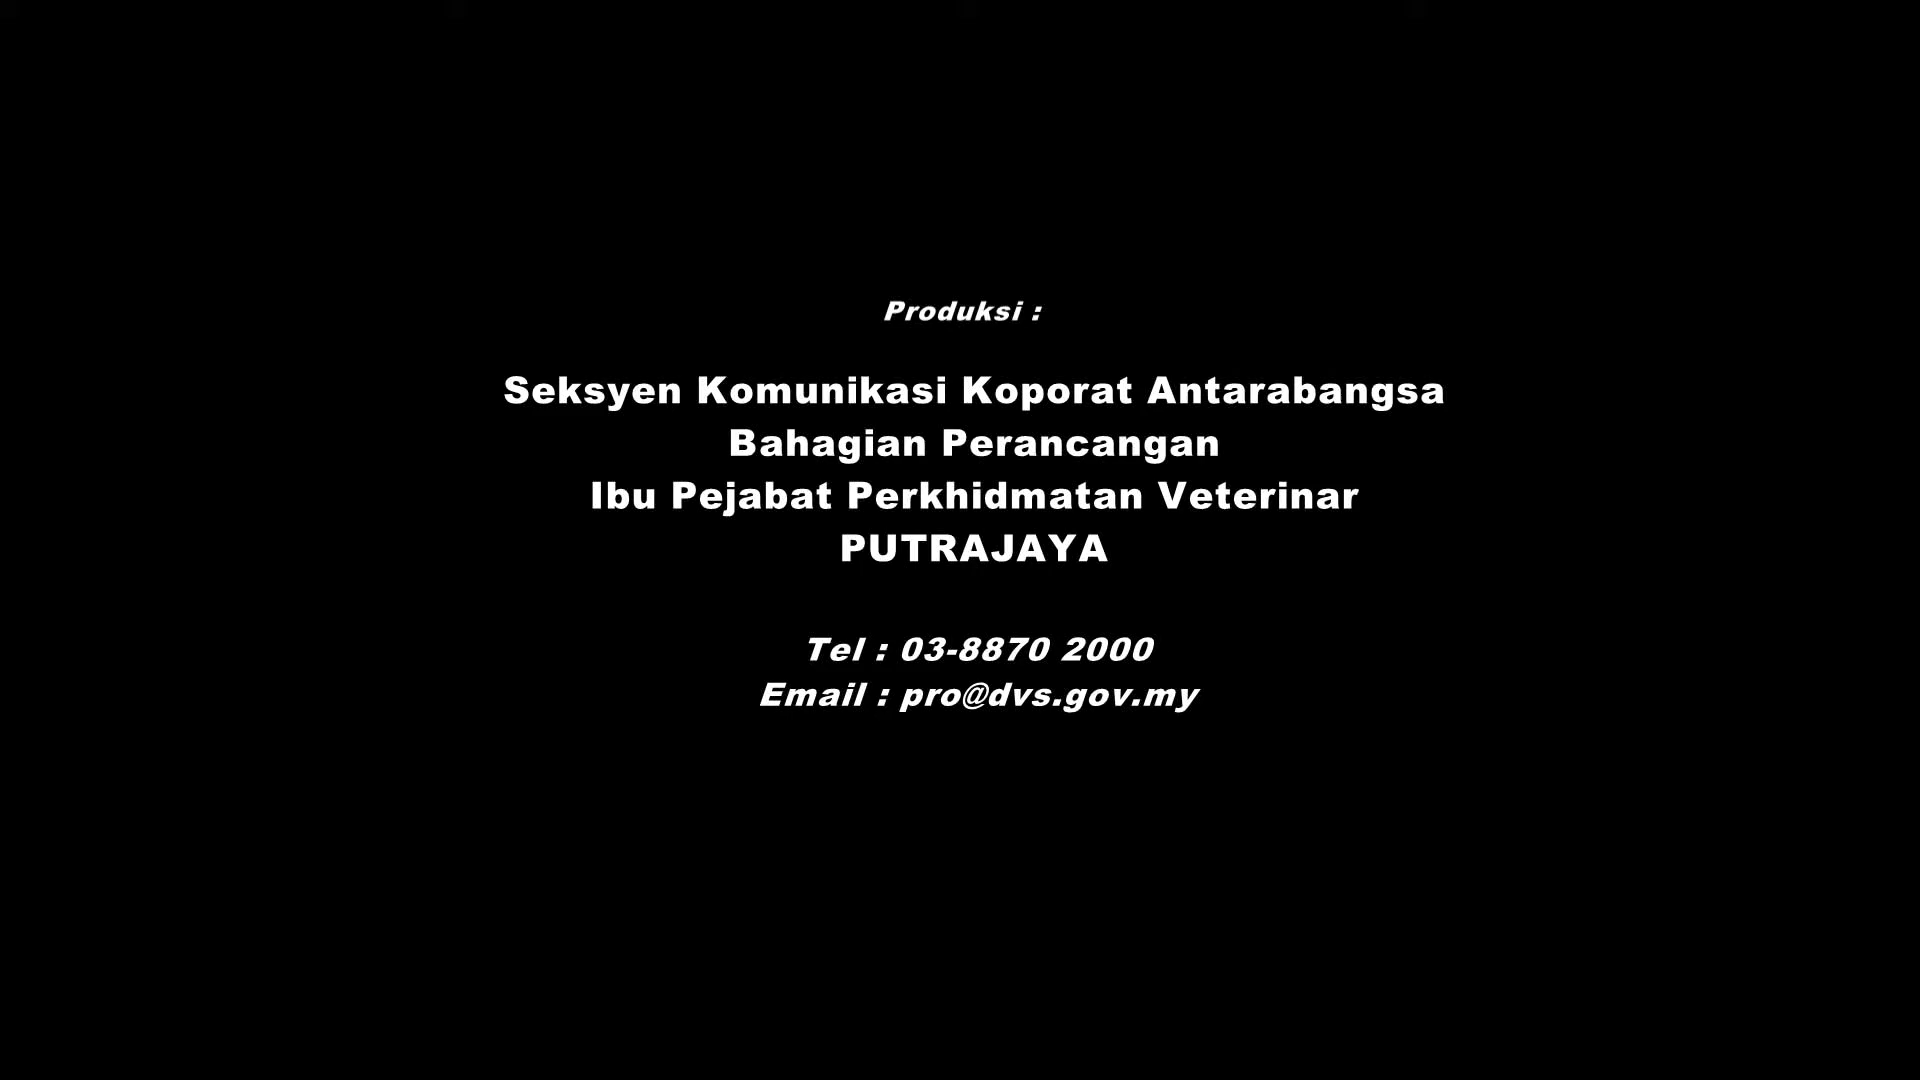 Produksi :
Seksyen Komunikasi Koporat Antarabangsa
Bahagian Perancangan
Ibu Pejabat Perkhidmatan Veterinar
PUTRAJAYA
Tel : 03-8870 2000
Email : pro@dvs.gov.my